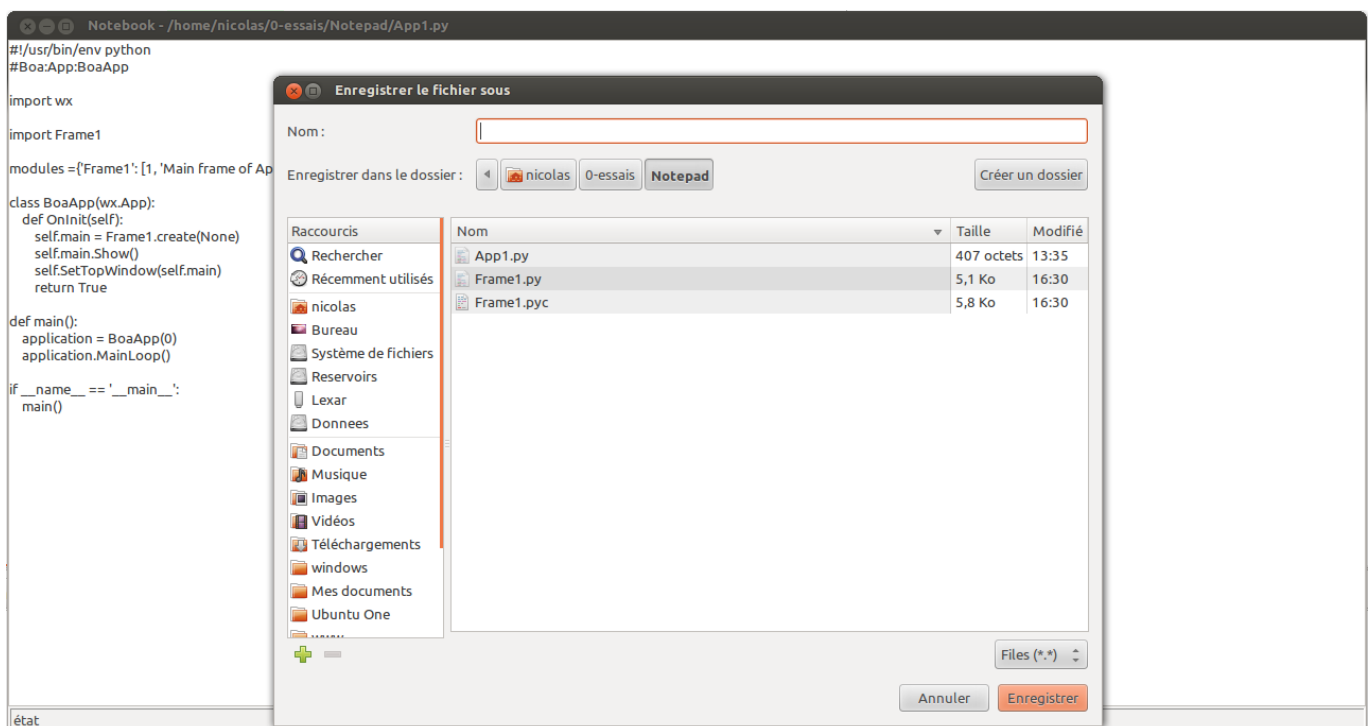 Notebook - /home/nicolas/0-essais/Notepad/App1.py
#!/usr/bin/env python
#Boa:App:BoaApp
import wx
import Frame1
modules ={'Frame1': [1, 'Main frame of Ap
class BoaApp(wx.App):
def OnInit(self):
self.main = Frame1.create(None)
self.main.Show()
self.SetTopWindow(self.main)
return True
def main():
application = BoaApp(0)
application.MainLoop()
if __name__ == '__main__':
main()
état
Enregistrer le fichier sous
Nom :
Enregistrer dans le dossier : nicolas 0-essais Notepad Créer un dossier
Raccourcis
Rechercher
Récemment utilisés
nicolas
Bureau
Système de fichiers
Reservoirs
Lexar
Donnees
Documents
Musique
Images
Vidéos
Téléchargements
windows
Mes documents
Ubuntu One
Nom Taille Modifié
App1.py 407 octets 13:35
Frame1.py 5,1 Ko 16:30
Frame1.pyc 5,8 Ko 16:30
Files (*.*)
Annuler Enregistrer